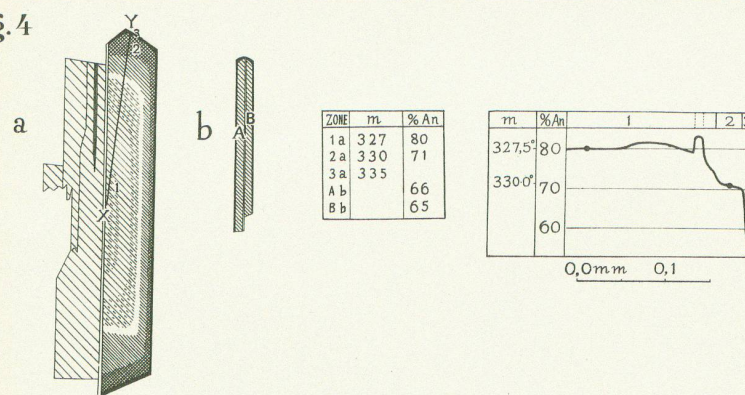 .4
Y
3
2
a
1
X
b
A
B
ZONE m % An
1a 327 80
2a 330 71
3a 335
Ab 66
Bb 65
m %An 1 2
327,5° 80
330.0° 70
60
0,0mm 0,1